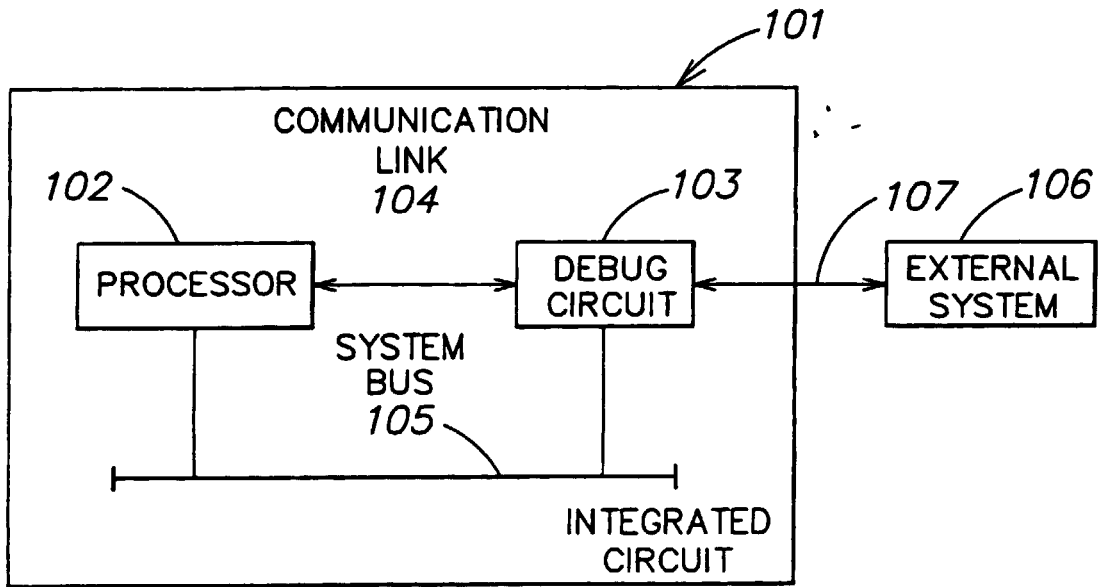 101
COMMUNICATION
LINK
104
102
103
107
106
PROCESSOR
DEBUG
CIRCUIT
EXTERNAL
SYSTEM
SYSTEM
BUS
105
INTEGRATED
CIRCUIT